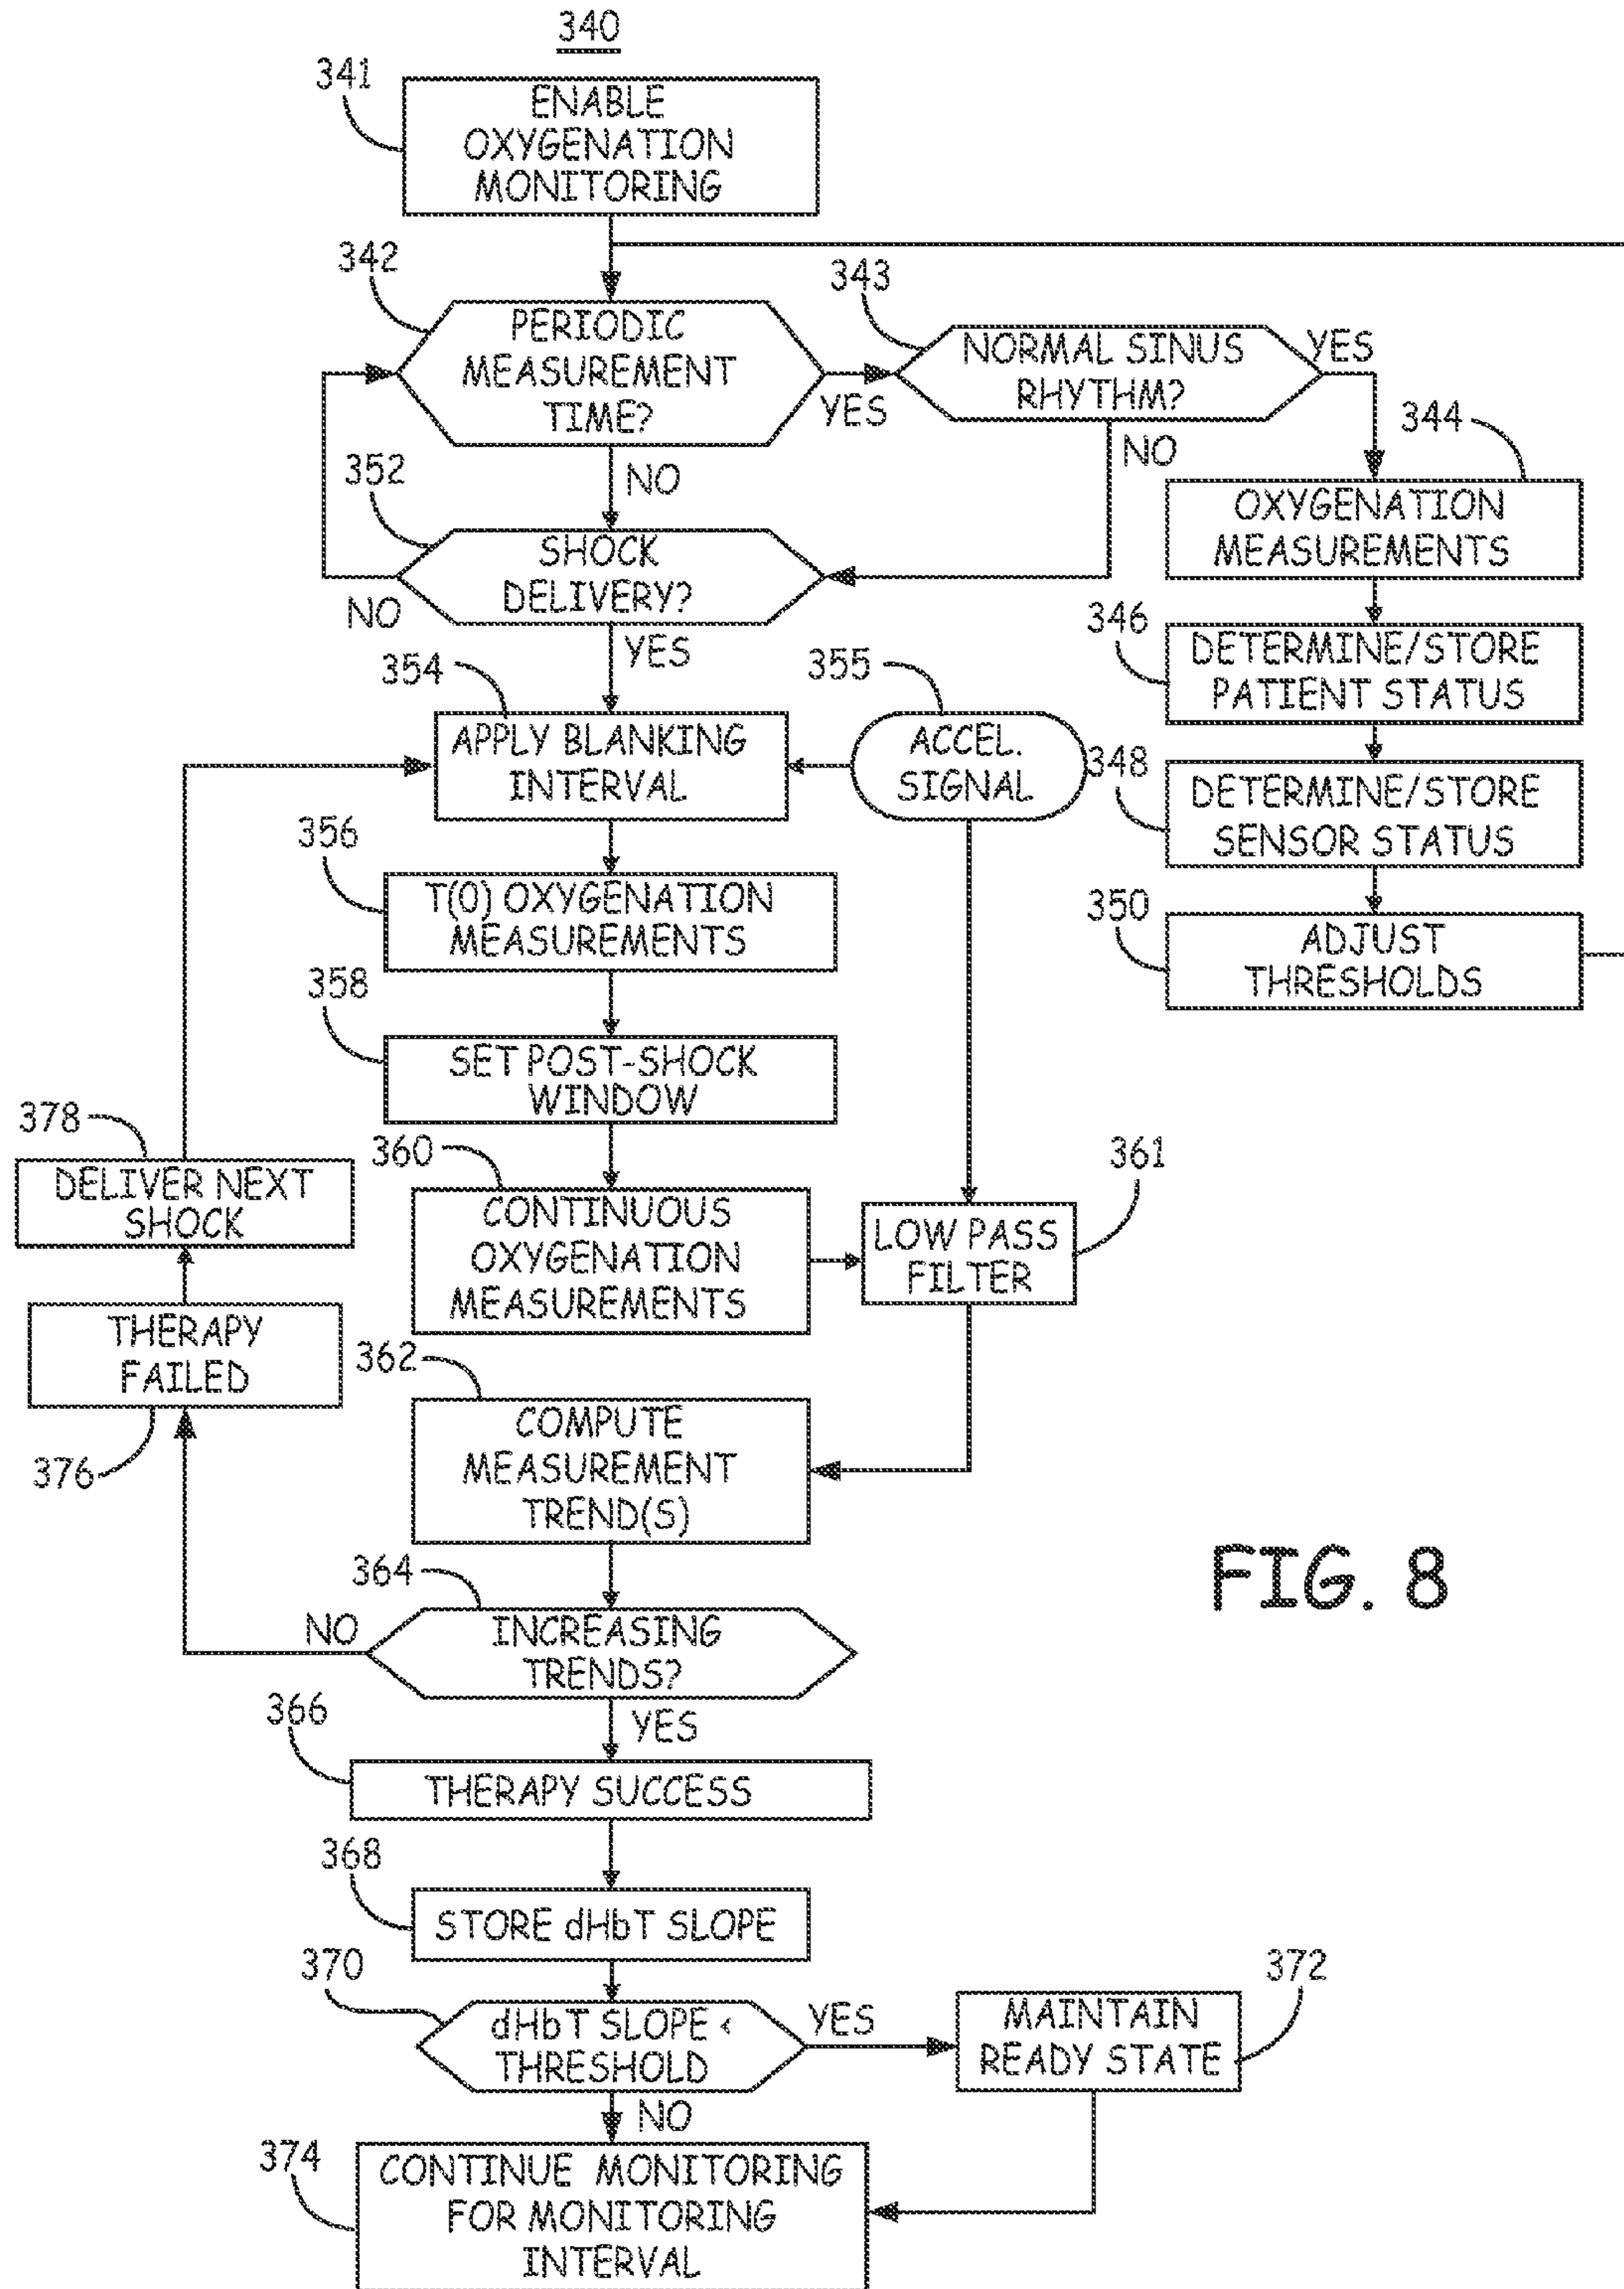 340
341
ENABLE
OXYGENATION
MONITORING
342
PERIODIC
MEASUREMENT
TIME?
YES
NO
343
NORMAL SINUS
RHYTHM?
YES
NO
344
OXYGENATION
MEASUREMENTS
346
DETERMINE/STORE
PATIENT STATUS
348
DETERMINE/STORE
SENSOR STATUS
350
ADJUST
THRESHOLDS
352
SHOCK
DELIVERY?
NO
YES
354
APPLY BLANKING
INTERVAL
355
ACCEL.
SIGNAL
356
T(0) OXYGENATION
MEASUREMENTS
358
SET POST-SHOCK
WINDOW
360
CONTINUOUS
OXYGENATION
MEASUREMENTS
361
LOW PASS
FILTER
362
COMPUTE
MEASUREMENT
TREND(S)
364
INCREASING
TRENDS?
NO
YES
378
DELIVER NEXT
SHOCK
THERAPY
FAILED
376
366
THERAPY SUCCESS
368
STORE dHbT SLOPE
370
dHbT SLOPE <
THRESHOLD
YES
NO
372
MAINTAIN
READY STATE
374
CONTINUE MONITORING
FOR MONITORING
INTERVAL
FIG. 8